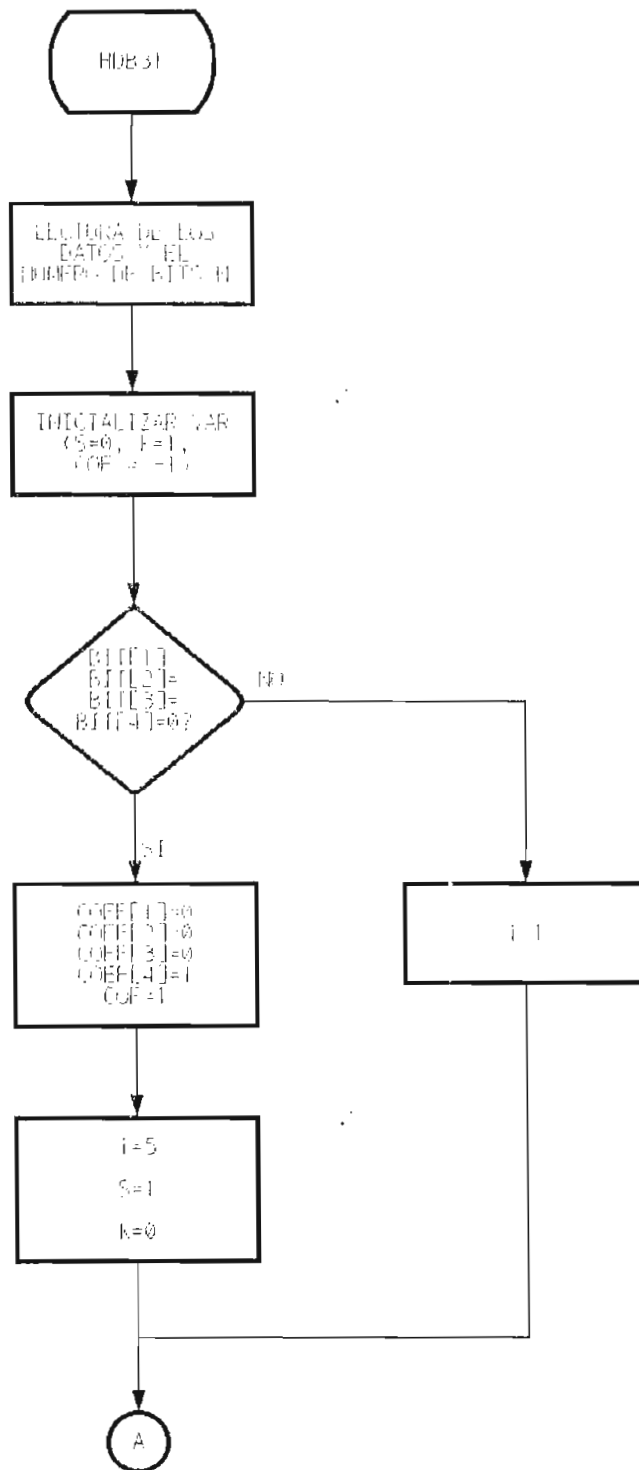 HDB31
LECTURA DE LOS
DATOS Y EL
NUMERO DE BITS N
INICIALIZAR VAR
(S=0, K=1,
COF = -1)
BIT[1]
BIT[2]=
BIT[3]=
BIT[4]=0?
NO
SI
COEF[1]=0
COEF[2]=0
COEF[3]=0
COEF[4]=1
COF=1
i=5
S=1
K=0
A